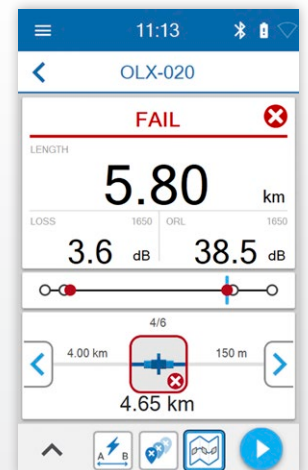 11:13
OLX-020
FAIL
LENGTH
5.80 km
LOSS 1650 ORL 1650
3.6 dB 38.5 dB
4/6
4.00 km 150 m
4.65 km
A B